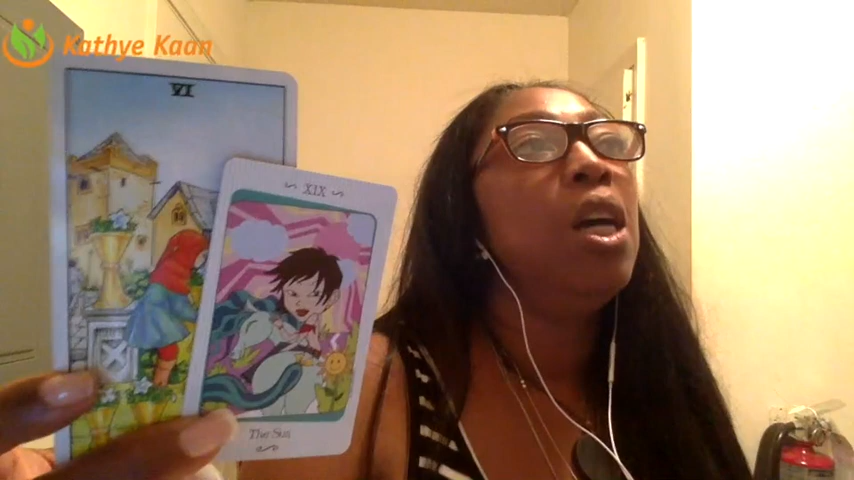 Kathye Kaan
VI
XIX
The Sun